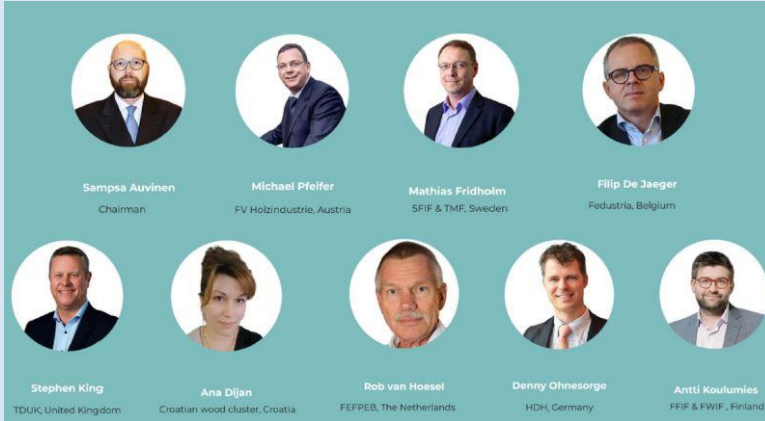 Sampsa Auvinen
Chairman
Michael Pfeifer
FV Holzindustrie, Austria
Mathias Fridholm
SFIF & TMF, Sweden
Filip De Jaeger
Fedustria, Belgium
Stephen King
TDUK, United Kingdom
Ana Dijan
Croatian wood cluster, Croatia
Rob van Hoesel
FEFPEB, The Netherlands
Denny Ohnesorge
HDH, Germany
Antti Koulumies
FFIF & FWIF , Finland